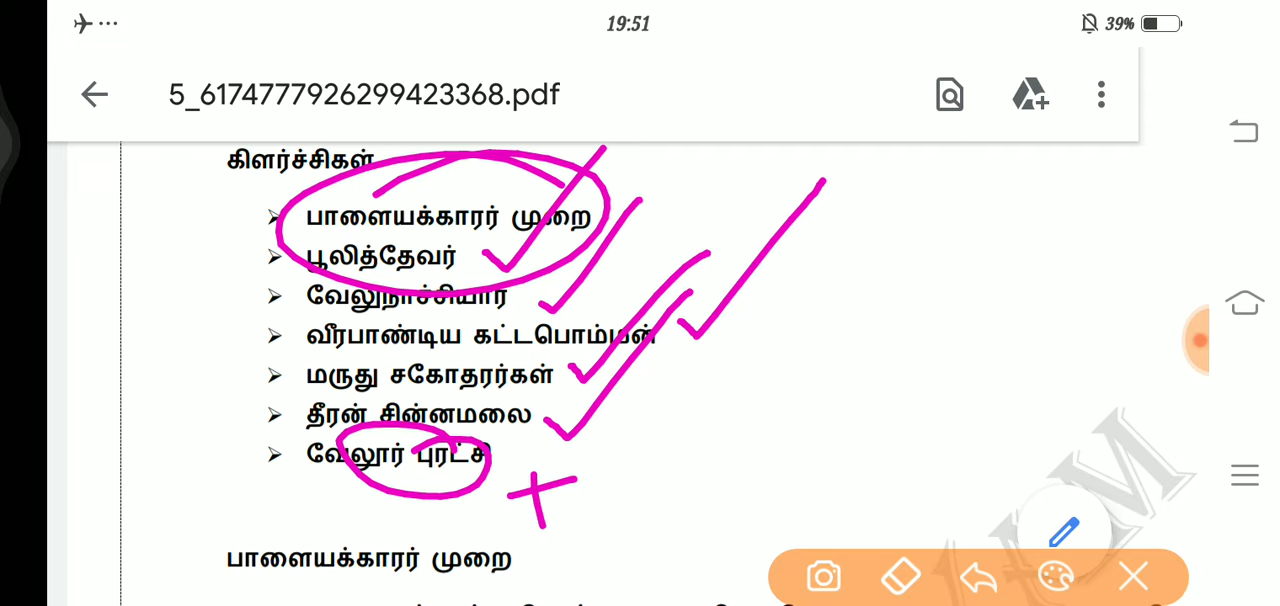 19:51
39%
5_6174777926299423368.pdf
கிளர்ச்சிகள்
➢ பாளையக்காரர் முறை
➢ பூலித்தேவர்
➢ வேலுநாச்சியார்
➢ வீரபாண்டிய கட்டபொம்மன்
➢ மருது சகோதரர்கள்
➢ தீரன் சின்னமலை
➢ வேலூர் புரட்சி
பாளையக்காரர் முறை